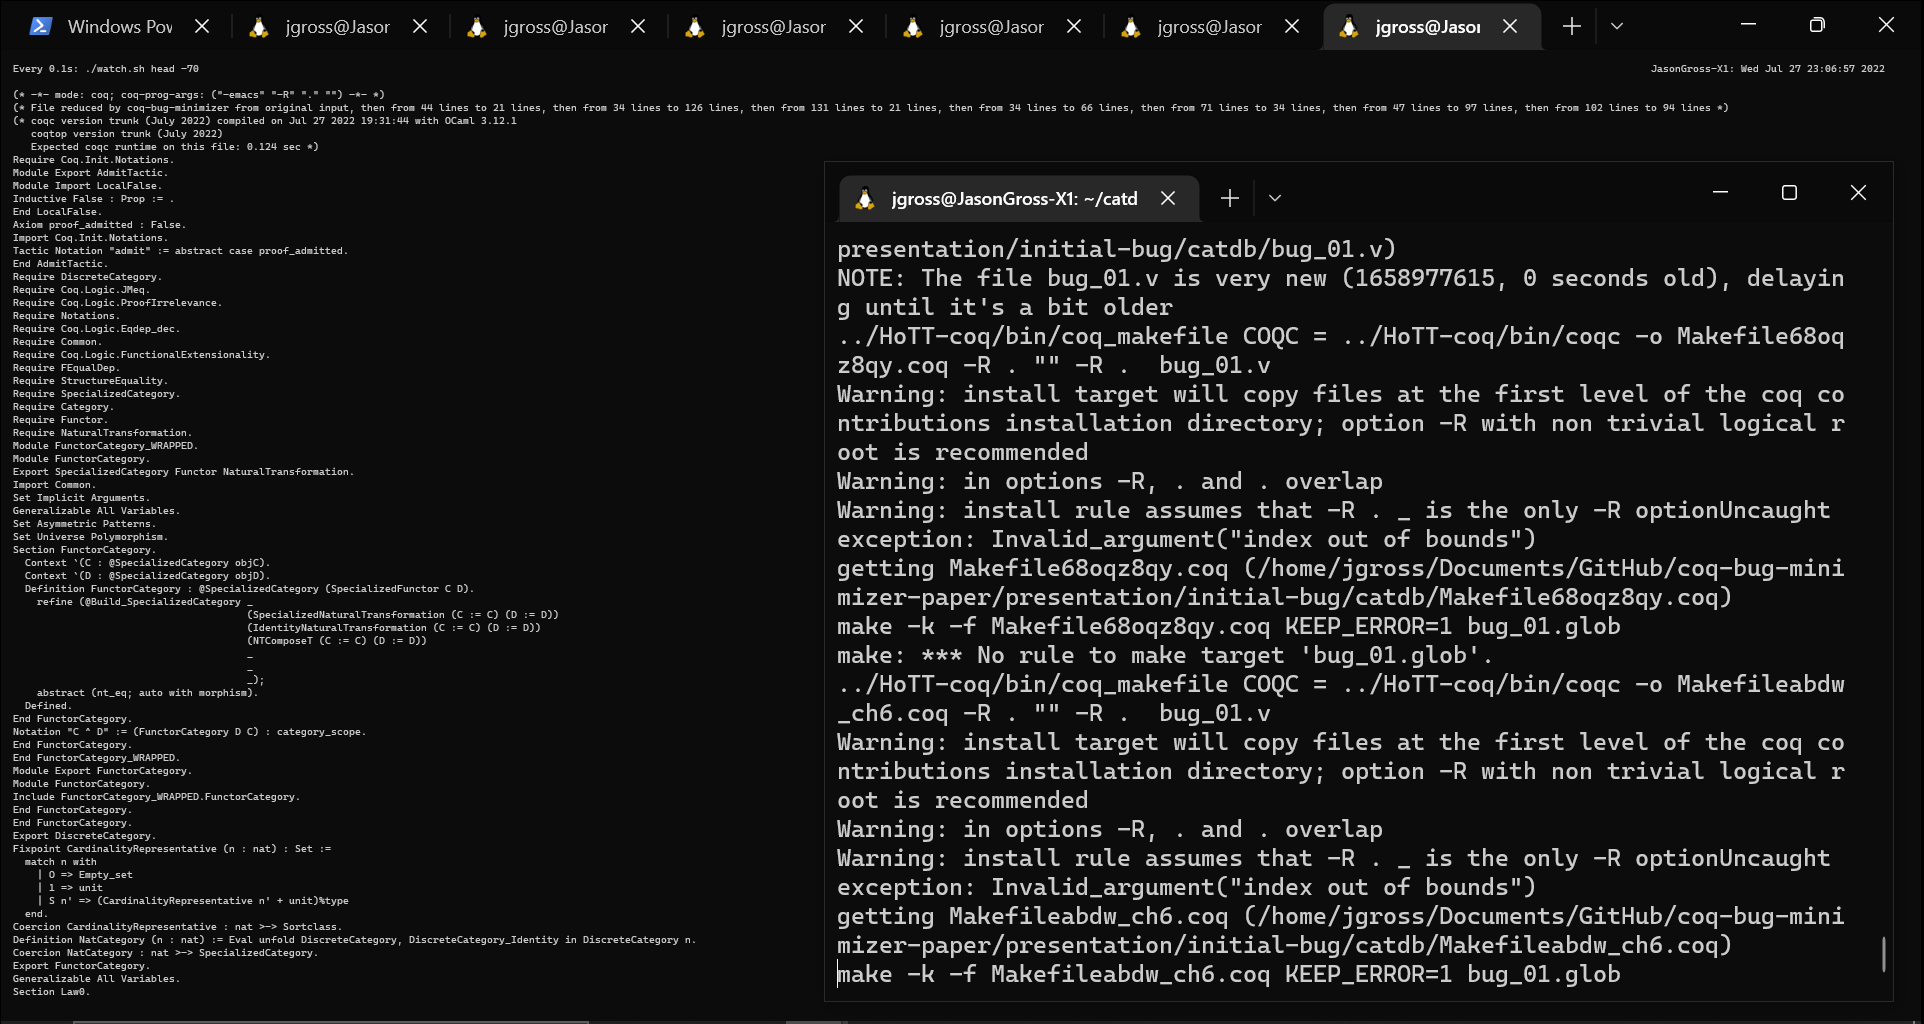 Windows Pow
jgross@Jasor
jgross@Jasor
jgross@Jasor
jgross@Jasor
jgross@Jasor
jgross@Jasor
Every 0.1s: ./watch.sh head -70
JasonGross-X1: Wed Jul 27 23:06:57 2022
(* -*- mode: coq; coq-prog-args: ("-emacs" "-R" "." "") -*- *)
(* File reduced by coq-bug-minimizer from original input, then from 44 lines to 21 lines, then from 34 lines to 126 lines, then from 131 lines to 21 lines, then from 34 lines to 66 lines, then from 71 lines to 34 lines, then from 47 lines to 97 lines, then from 102 lines to 94 lines *)
(* coqc version trunk (July 2022) compiled on Jul 27 2022 19:31:44 with OCaml 3.12.1
   coqtop version trunk (July 2022)
   Expected coqc runtime on this file: 0.124 sec *)
Require Coq.Init.Notations.
Module Export AdmitTactic.
Module Import LocalFalse.
Inductive False : Prop := .
End LocalFalse.
Axiom proof_admitted : False.
Import Coq.Init.Notations.
Tactic Notation "admit" := abstract case proof_admitted.
End AdmitTactic.
Require DiscreteCategory.
Require Coq.Logic.JMeq.
Require Coq.Logic.ProofIrrelevance.
Require Notations.
Require Coq.Logic.Eqdep_dec.
Require Common.
Require Coq.Logic.FunctionalExtensionality.
Require FEqualDep.
Require StructureEquality.
Require SpecializedCategory.
Require Category.
Require Functor.
Require NaturalTransformation.
Module FunctorCategory_WRAPPED.
Module FunctorCategory.
Export SpecializedCategory Functor NaturalTransformation.
Import Common.
Set Implicit Arguments.
Generalizable All Variables.
Set Asymmetric Patterns.
Set Universe Polymorphism.
Section FunctorCategory.
  Context `(C : @SpecializedCategory objC).
  Context `(D : @SpecializedCategory objD).
  Definition FunctorCategory : @SpecializedCategory (SpecializedFunctor C D).
    refine (@Build_SpecializedCategory _
                                       (SpecializedNaturalTransformation (C := C) (D := D))
                                       (IdentityNaturalTransformation (C := C) (D := D))
                                       (NTComposeT (C := C) (D := D))
                                       _
                                       _
                                       _);
    abstract (nt_eq; auto with morphism).
  Defined.
End FunctorCategory.
Notation "C ^ D" := (FunctorCategory D C) : category_scope.
End FunctorCategory.
End FunctorCategory_WRAPPED.
Module Export FunctorCategory.
Module FunctorCategory.
Include FunctorCategory_WRAPPED.FunctorCategory.
End FunctorCategory.
End FunctorCategory.
Export DiscreteCategory.
Fixpoint CardinalityRepresentative (n : nat) : Set :=
  match n with
    | O => Empty_set
    | 1 => unit
    | S n' => (CardinalityRepresentative n' + unit)%type
  end.
Coercion CardinalityRepresentative : nat >-> Sortclass.
Definition NatCategory (n : nat) := Eval unfold DiscreteCategory, DiscreteCategory_Identity in DiscreteCategory n.
Coercion NatCategory : nat >-> SpecializedCategory.
Export FunctorCategory.
Generalizable All Variables.
Section Law0.
jgross@JasonGross-X1: ~/catd
presentation/initial-bug/catdb/bug_01.v)
NOTE: The file bug_01.v is very new (1658977615, 0 seconds old), delayin
g until it's a bit older
../HoTT-coq/bin/coq_makefile COQC = ../HoTT-coq/bin/coqc -o Makefile68oq
z8qy.coq -R . "" -R .  bug_01.v
Warning: install target will copy files at the first level of the coq co
ntributions installation directory; option -R with non trivial logical r
oot is recommended
Warning: in options -R, . and . overlap
Warning: install rule assumes that -R . _ is the only -R optionUncaught
exception: Invalid_argument("index out of bounds")
getting Makefile68oqz8qy.coq (/home/jgross/Documents/GitHub/coq-bug-mini
mizer-paper/presentation/initial-bug/catdb/Makefile68oqz8qy.coq)
make -k -f Makefile68oqz8qy.coq KEEP_ERROR=1 bug_01.glob
make: *** No rule to make target 'bug_01.glob'.
../HoTT-coq/bin/coq_makefile COQC = ../HoTT-coq/bin/coqc -o Makefileabdw
_ch6.coq -R . "" -R .  bug_01.v
Warning: install target will copy files at the first level of the coq co
ntributions installation directory; option -R with non trivial logical r
oot is recommended
Warning: in options -R, . and . overlap
Warning: install rule assumes that -R . _ is the only -R optionUncaught
exception: Invalid_argument("index out of bounds")
getting Makefileabdw_ch6.coq (/home/jgross/Documents/GitHub/coq-bug-mini
mizer-paper/presentation/initial-bug/catdb/Makefileabdw_ch6.coq)
make -k -f Makefileabdw_ch6.coq KEEP_ERROR=1 bug_01.glob